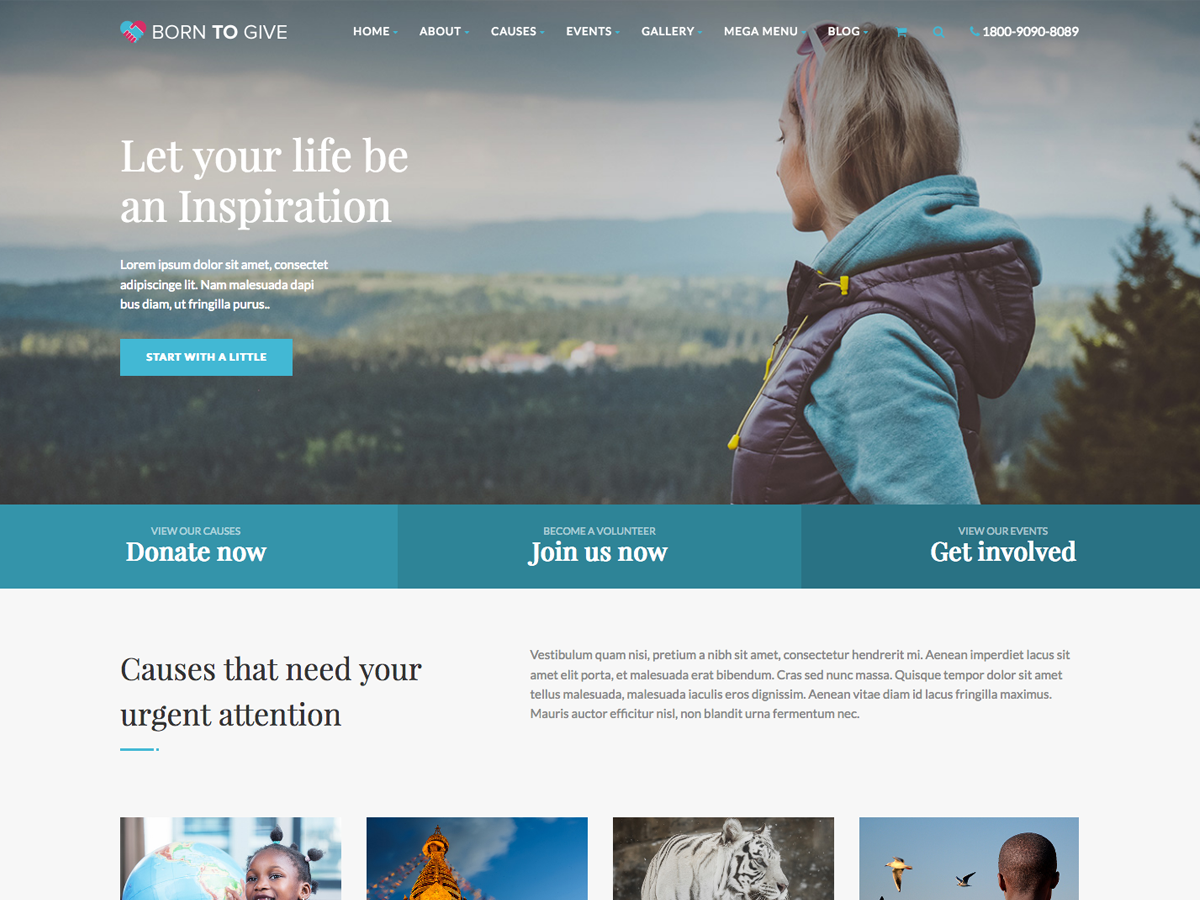 BORN TO GIVE
HOME ABOUT CAUSES EVENTS GALLERY MEGA MENU BLOG 1800-9090-8089
Let your life be
an Inspiration
Lorem ipsum dolor sit amet, consectet
adipiscinge lit. Nam malesuada dapi
bus diam, ut fringilla purus..
START WITH A LITTLE
VIEW OUR CAUSES
Donate now
BECOME A VOLUNTEER
Join us now
VIEW OUR EVENTS
Get involved
Causes that need your
urgent attention
Vestibulum quam nisi, pretium a nibh sit amet, consectetur hendrerit mi. Aenean imperdiet lacus sit
amet elit porta, et malesuada erat bibendum. Cras sed nunc massa. Quisque tempor dolor sit amet
tellus malesuada, malesuada iaculis eros dignissim. Aenean vitae diam id lacus fringilla maximus.
Mauris auctor efficitur nisl, non blandit urna fermentum nec.